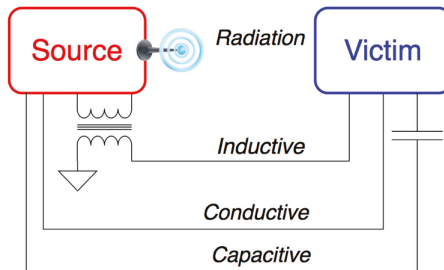 Source
Radiation
Victim
Inductive
Conductive
Capacitive